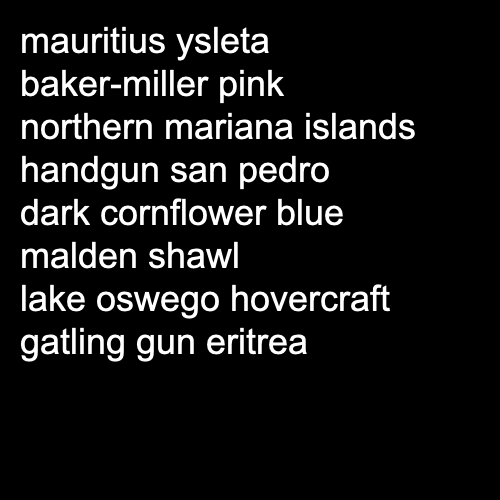 mauritius ysleta
baker-miller pink
northern mariana islands
handgun san pedro
dark cornflower blue
malden shawl
lake oswego hovercraft
gatling gun eritrea